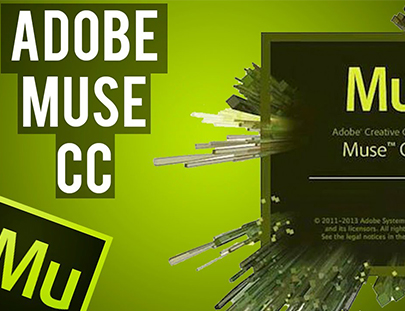 ADOBE
MUSE
CC
Mu
Mu
Adobe® Creative C
Muse™ C
© 2011-2013 Adobe System
and its licensors. All rig
See the legal notices in the